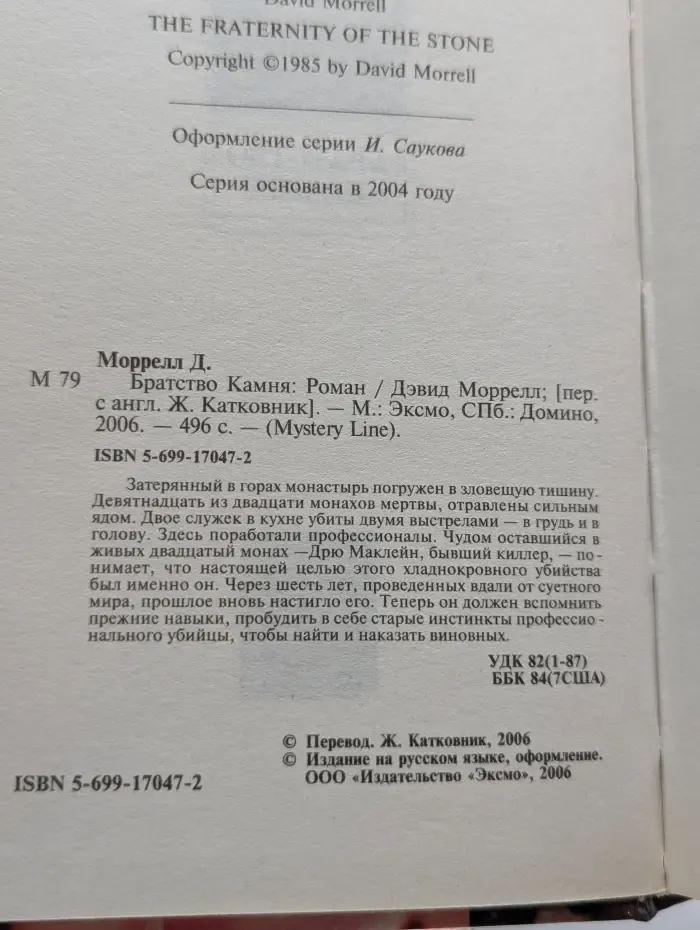 David Morrell
THE FRATERNITY OF THE STONE
Copyright ©1985 by David Morrell
Оформление серии И. Саукова
Серия основана в 2004 году
Моррелл Д.
М 79
Братство Камня: Роман / Дэвид Моррелл; [пер.
с англ. Ж. Катковник]. — М.: Эксмо, СПб.: Домино,
2006. — 496 с. — (Mystery Line).
ISBN 5-699-17047-2
Затерянный в горах монастырь погружен в зловещую тишину.
Девятнадцать из двадцати монахов мертвы, отравлены сильным
ядом. Двое служек в кухне убиты двумя выстрелами — в грудь и в
голову. Здесь поработали профессионалы. Чудом оставшийся в
живых двадцатый монах —Дрю Маклейн, бывший киллер, — по-
нимает, что настоящей целью этого хладнокровного убийства
был именно он. Через шесть лет, проведенных вдали от суетного
мира, прошлое вновь настигло его. Теперь он должен вспомнить
прежние навыки, пробудить в себе старые инстинкты профессио-
нального убийцы, чтобы найти и наказать виновных.
УДК 82(1-87)
ББК 84(7США)
© Перевод. Ж. Катковник, 2006
© Издание на русском языке, оформление.
ООО «Издательство «Эксмо», 2006
ISBN 5-699-17047-2